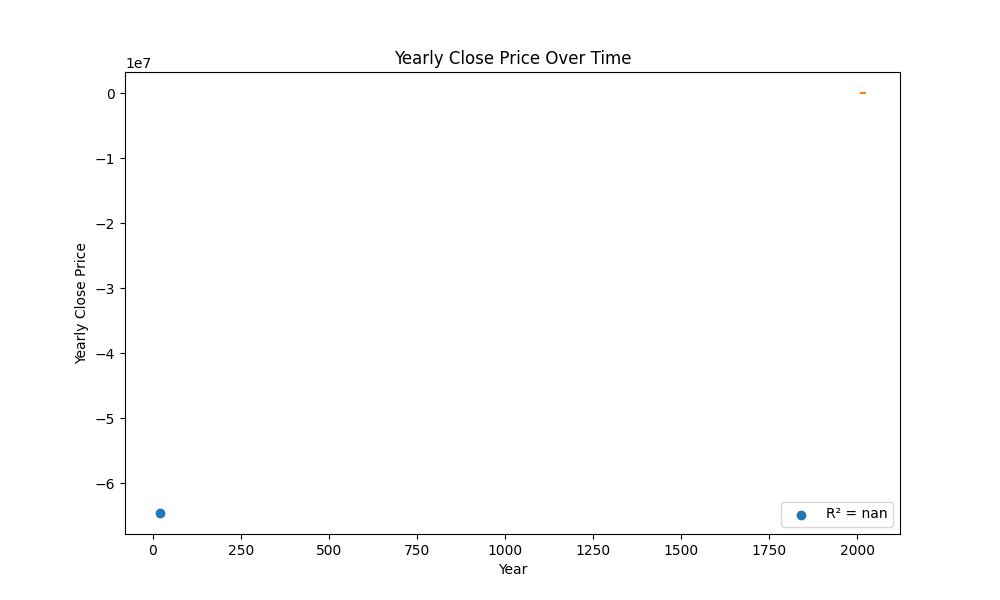 Yearly Close Price Over Time
1e7
0
−1
−2
−3
−4
−5
−6
Yearly Close Price
R² = nan
0 250 500 750 1000 1250 1500 1750 2000
Year